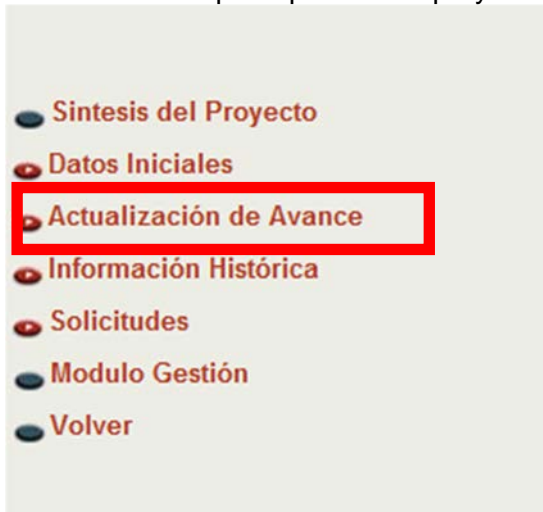 Sintesis del Proyecto
Datos Iniciales
Actualización de Avance
Información Histórica
Solicitudes
Modulo Gestión
Volver